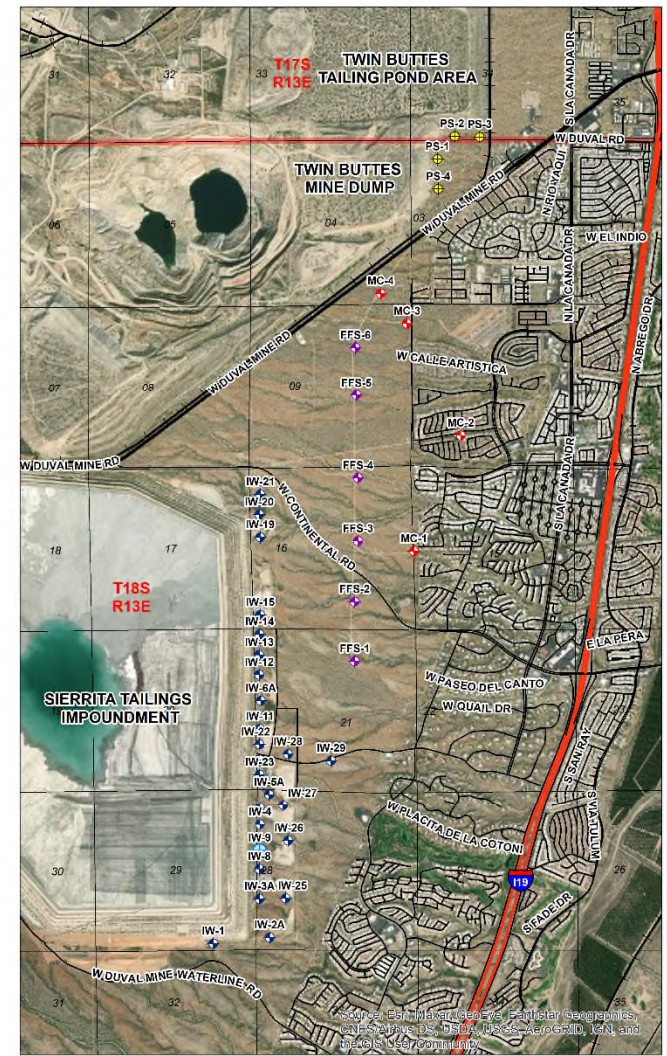 T17S
R13E
TWIN BUTTES
TAILING POND AREA
31
32
33
34
35
S LA CANADA DR
PS-2
PS-3
W DUVAL RD
PS-1
TWIN BUTTES
MINE DUMP
PS-4
N RIO YAQUI
W DUVAL MINE RD
06
05
04
03
W EL INDIO
N LA CANADA DR
N ABREGO DR
MC-4
MC-3
FFS-6
W CALLE ARTISTICA
W DUVAL MINE RD
07
08
09
FFS-5
MC-2
S LA CANADA DR
W DUVAL MINE RD
FFS-4
IW-21
IW-20
IW-19
W CONTINENTAL RD
FFS-3
MC-1
18
17
16
T18S
R13E
FFS-2
IW-15
IW-14
IW-13
IW-12
E LA PERA
FFS-1
W PASEO DEL CANTO
SIERRITA TAILINGS
IMPOUNDMENT
IW-6A
W QUAIL DR
22
IW-11
21
IW-22
IW-28
IW-29
S SAN RAY
IW-23
IW-5A
IW-27
S VIA TULUM
IW-4
W PLACITA DE LA COTONI
IW-9
IW-26
IW-8
30
29
28
26
I19
IW-3A
IW-25
S FADE DR
IW-1
IW-2A
W DUVAL MINE WATERLINE RD
31
32
33
34
35
Source: Esri, Maxar, GeoEye, Earthstar Geographics,
CNES/Airbus DS, USDA, USGS, AeroGRID, IGN, and
the GIS User Community